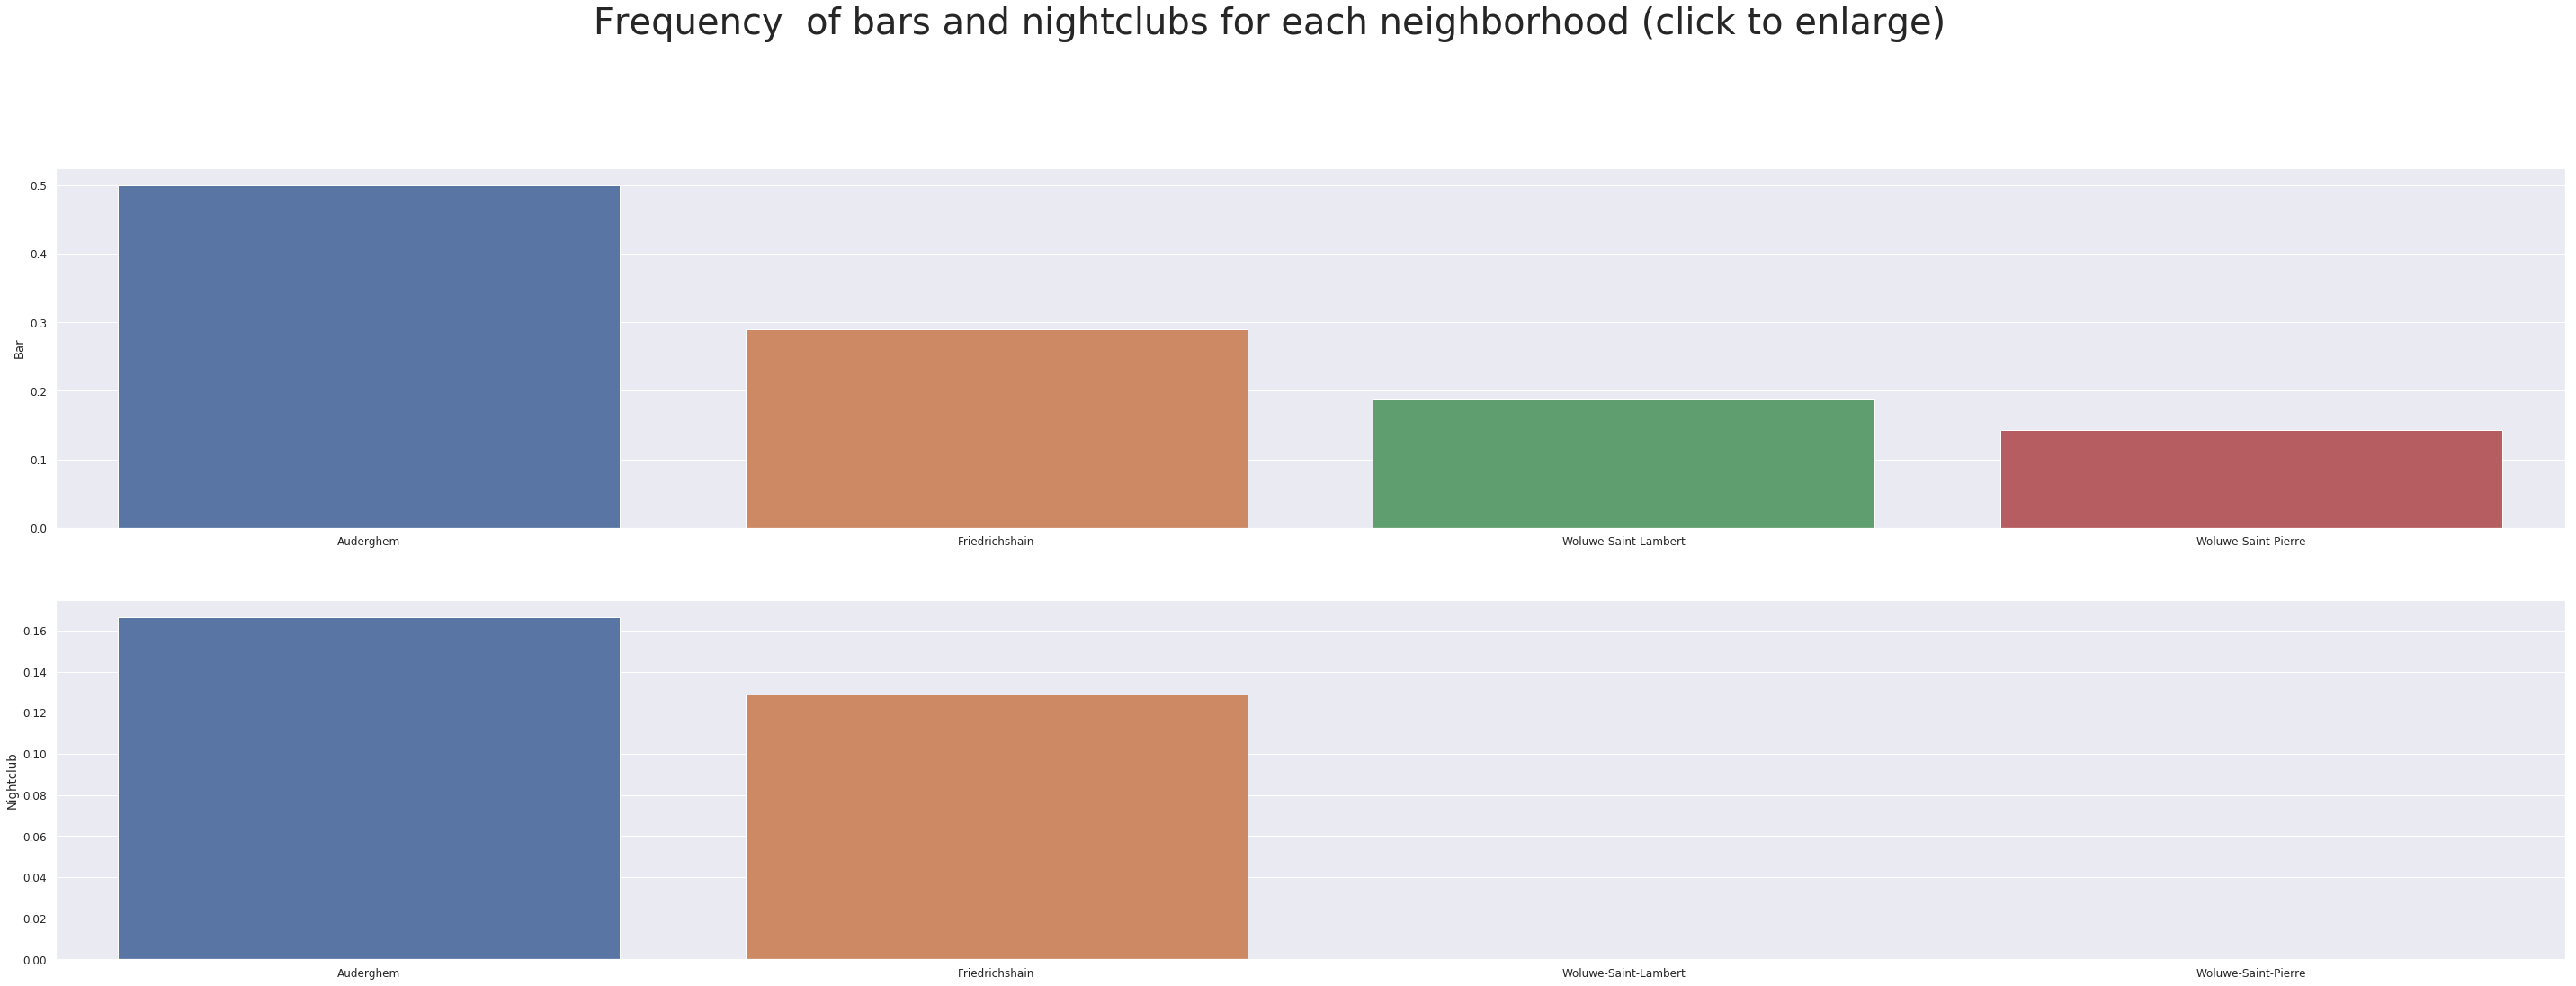 Frequency  of bars and nightclubs for each neighborhood (click to enlarge)
0.5
0.4
0.3
0.2
0.1
0.0
Bar
Auderghem
Friedrichshain
Woluwe-Saint-Lambert
Woluwe-Saint-Pierre
0.16
0.14
0.12
0.10
0.08
0.06
0.04
0.02
0.00
Nightclub
Auderghem
Friedrichshain
Woluwe-Saint-Lambert
Woluwe-Saint-Pierre